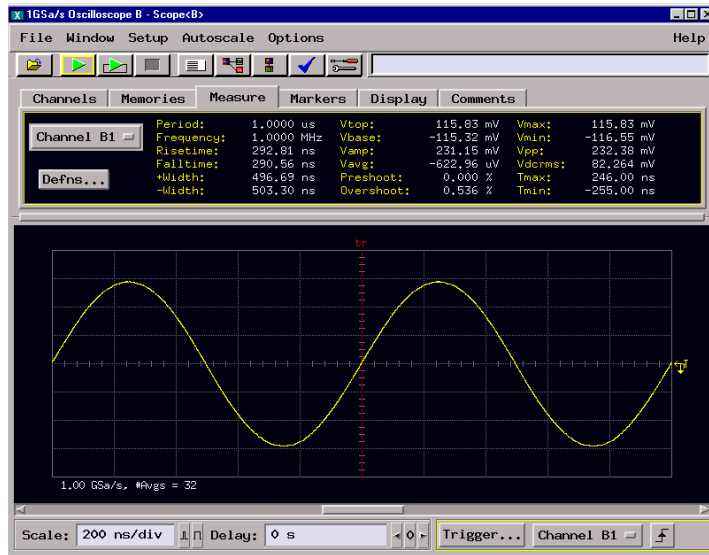 1GSa/s Oscilloscope B - Scope<B>
File Window Setup Autoscale Options Help
Channels Memories Measure Markers Display Comments
Channel B1
Defns...
Period: 1.0000 us Vtop: 115.83 mV Vmax: 115.83 mV
Frequency: 1.0000 MHz Vbase: -115.32 mV Vmin: -116.55 mV
Risetime: 292.81 ns Vamp: 231.15 mV Vpp: 232.38 mV
Falltime: 290.56 ns Vavg: -622.96 uV Vdcrms: 82.264 mV
+Width: 496.69 ns Preshoot: 0.000 % Tmax: 246.00 ns
-Width: 503.30 ns Overshoot: 0.536 % Tmin: -255.00 ns
tr
1.00 GSa/s, #Avgs = 32
Scale: 200 ns/div Delay: 0 s 0 Trigger... Channel B1